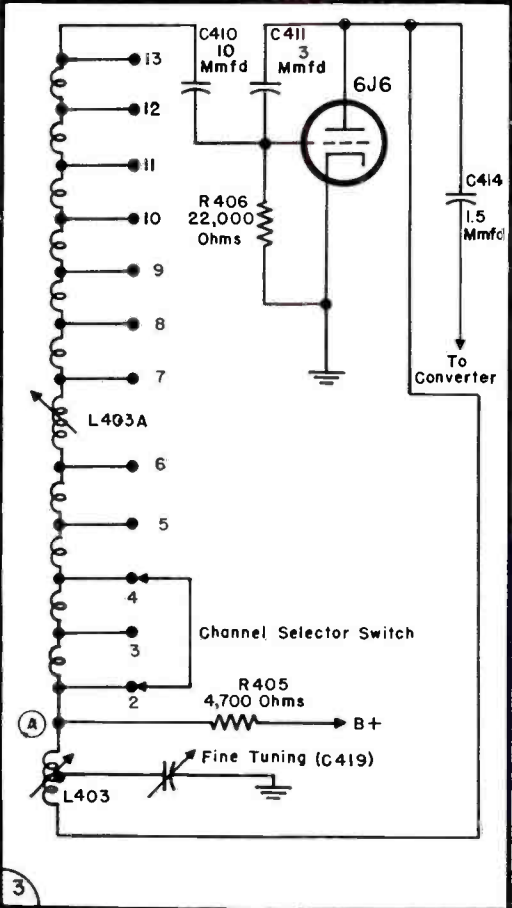 C410
10
Mmfd
C411
3
Mmfd
6J6
13
12
11
10
9
8
7
L403A
6
5
4
3
2
R406
22,000
Ohms
C414
1.5
Mmfd
To
Converter
Channel Selector Switch
R405
4,700 Ohms
A
B+
Fine Tuning (C419)
L403
3